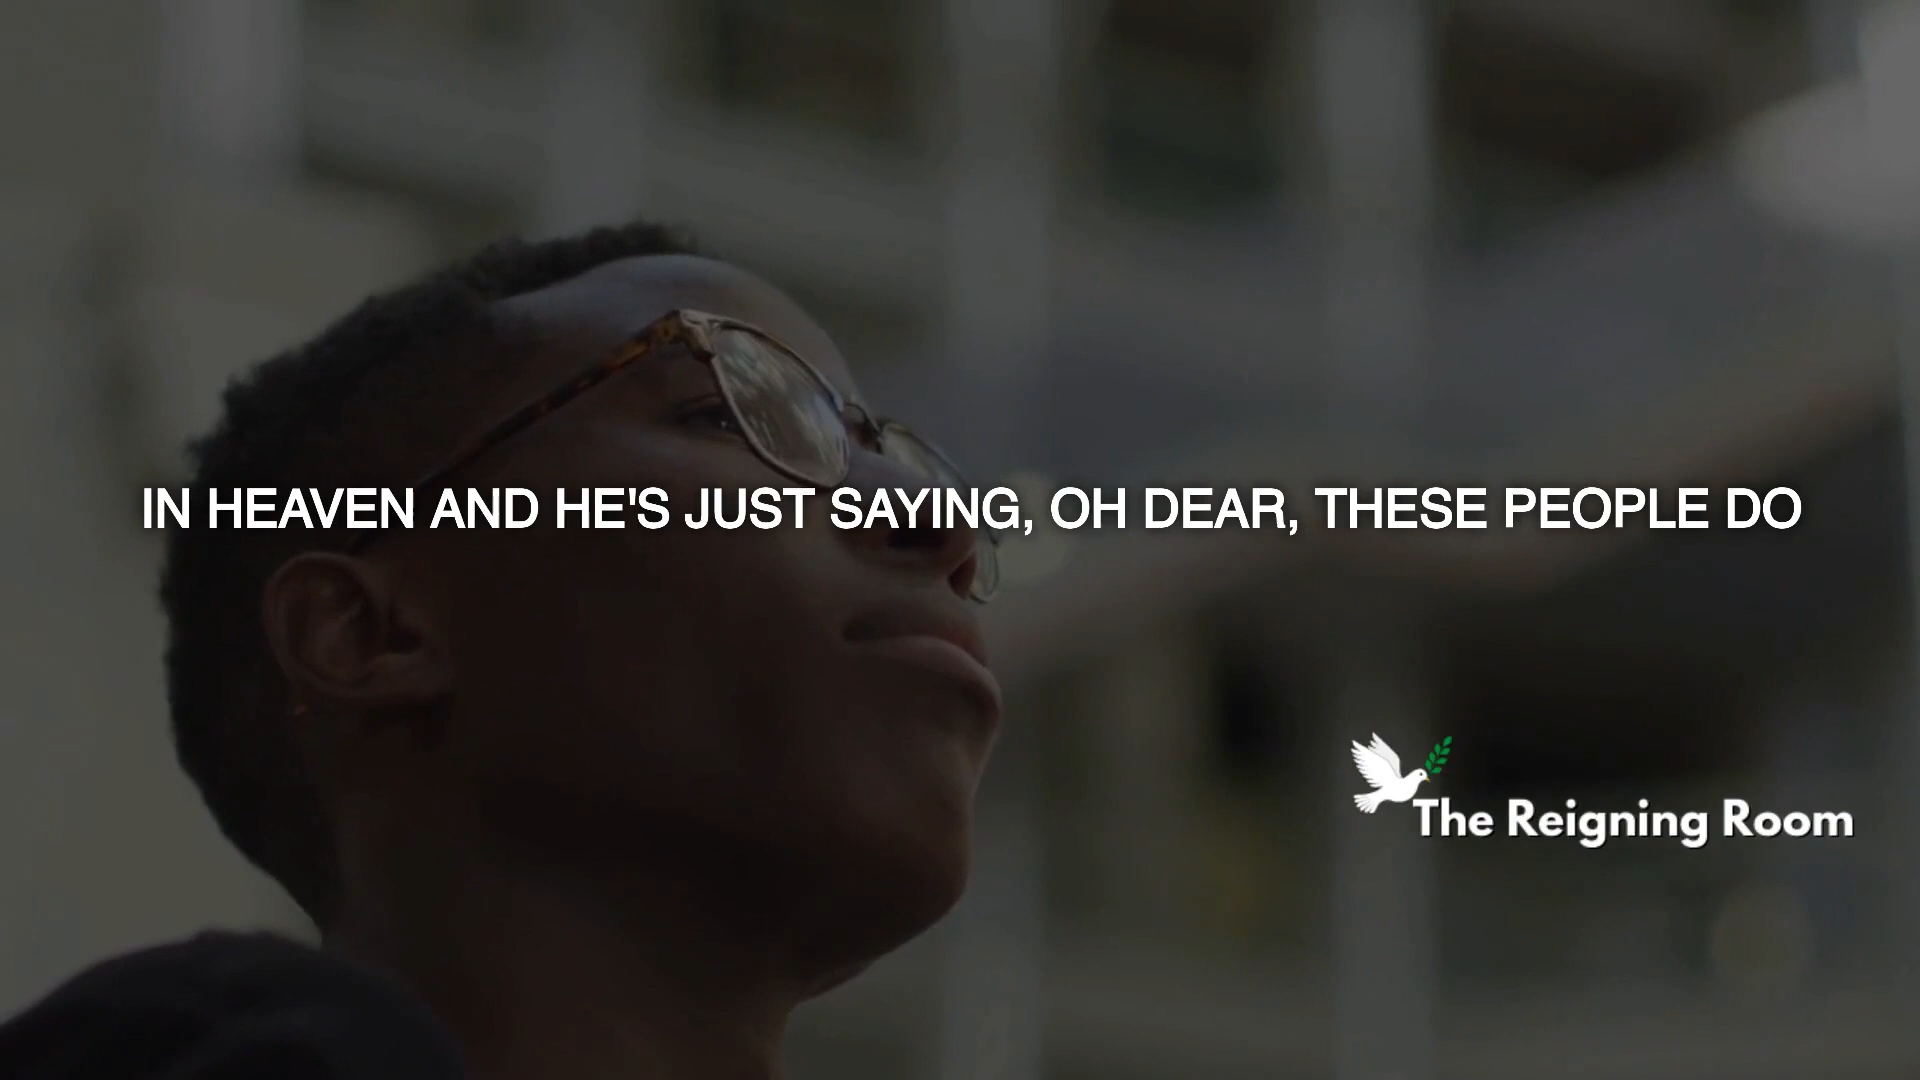 IN HEAVEN AND HE'S JUST SAYING, OH DEAR, THESE PEOPLE DO
The Reigning Room